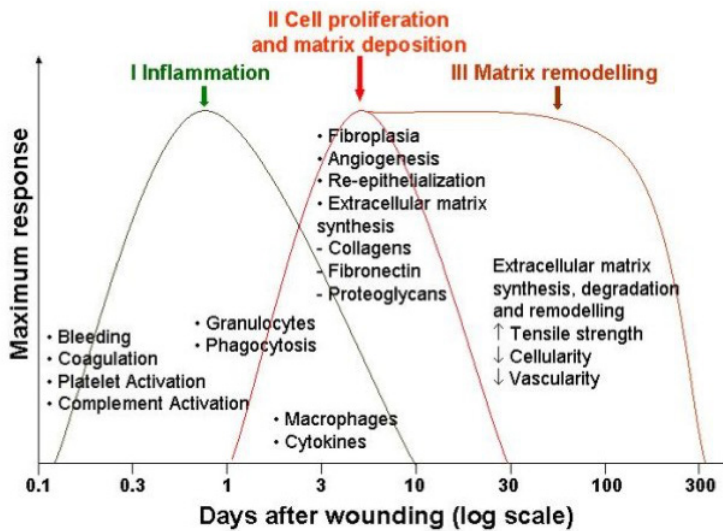 II Cell proliferation
and matrix deposition
I Inflammation
III Matrix remodelling
Maximum response
• Fibroplasia
• Angiogenesis
• Re-epithetialization
• Extracellular matrix
synthesis
- Collagens
- Fibronectin
- Proteoglycans
Extracellular matrix
synthesis, degradation
and remodelling
↑ Tensile strength
↓ Cellularity
↓ Vascularity
• Granulocytes
• Phagocytosis
• Bleeding
• Coagulation
• Platelet Activation
• Complement Activation
• Macrophages
• Cytokines
0.1 0.3 1 3 10 30 100 300
Days after wounding (log scale)